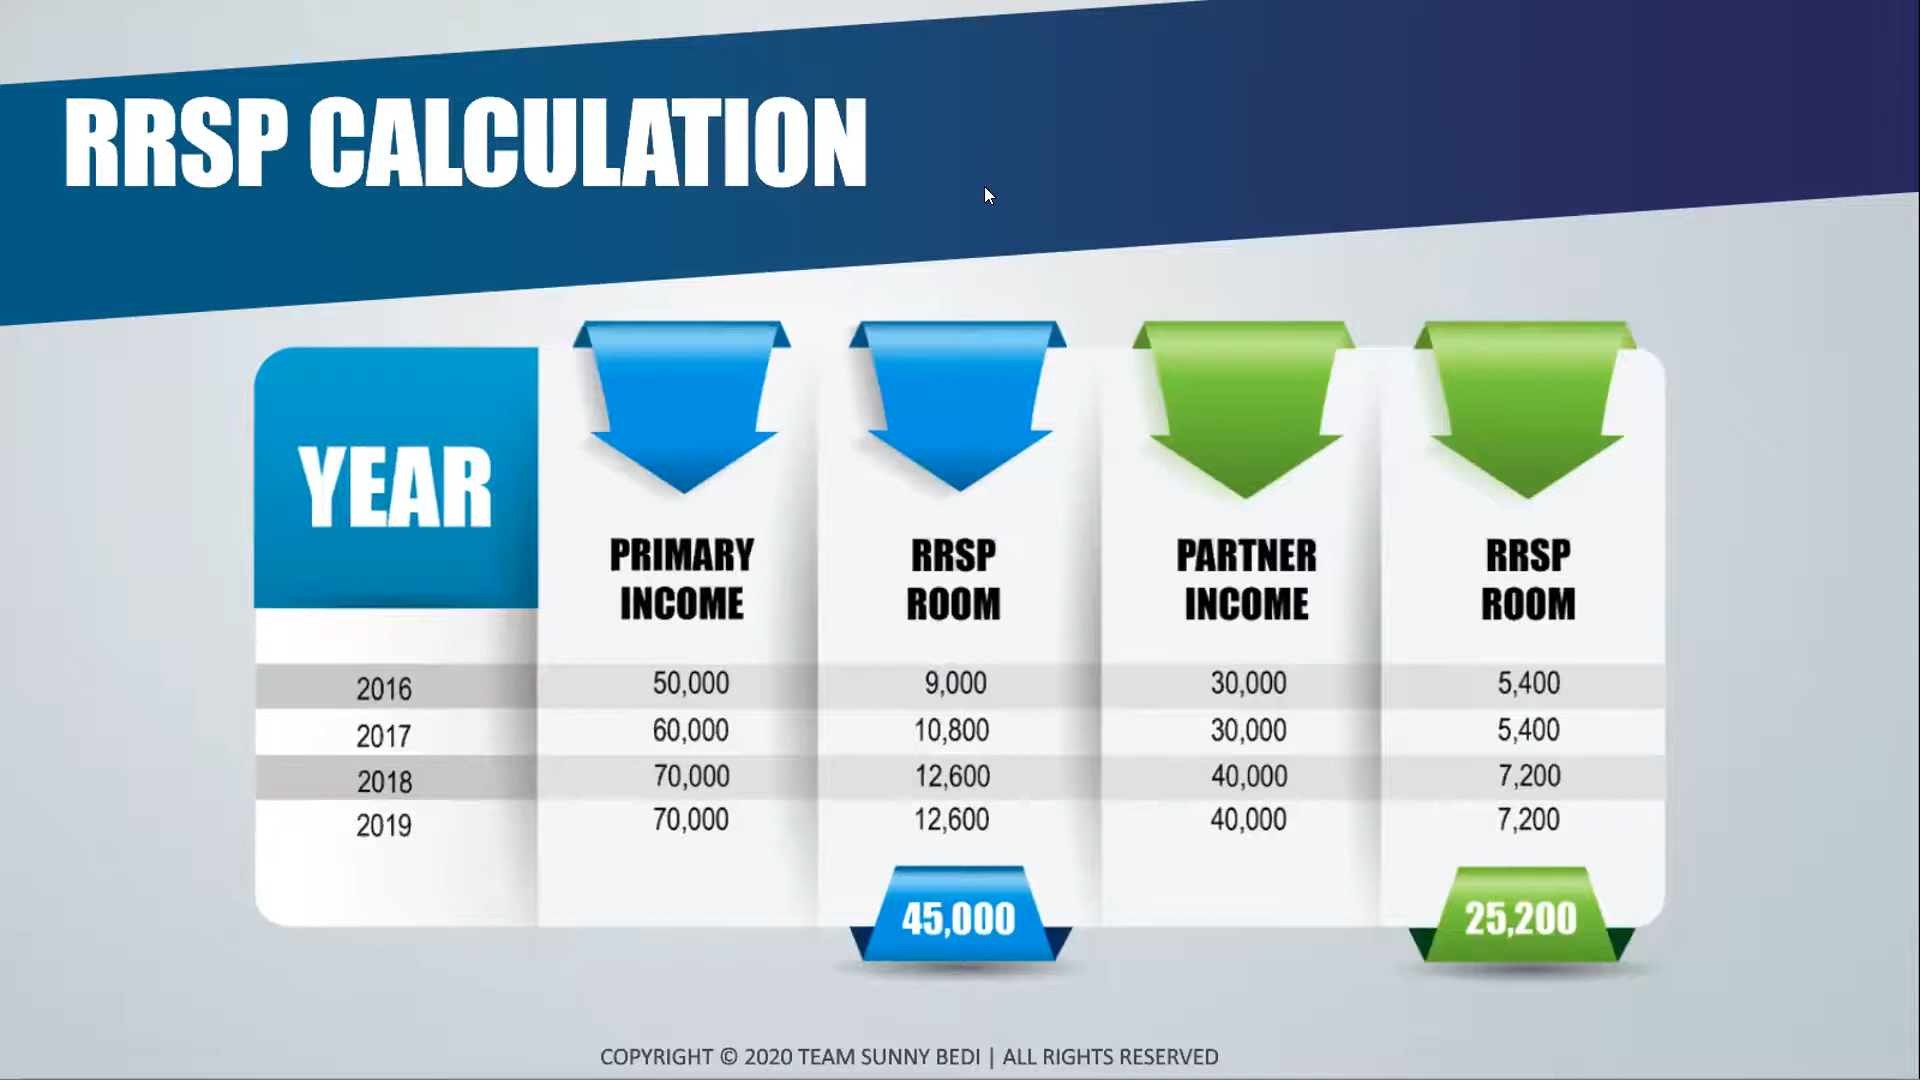 RRSP CALCULATION
YEAR
PRIMARY
INCOME
RRSP
ROOM
PARTNER
INCOME
RRSP
ROOM
2016 50,000 9,000 30,000 5,400
2017 60,000 10,800 30,000 5,400
2018 70,000 12,600 40,000 7,200
2019 70,000 12,600 40,000 7,200
45,000 25,200
COPYRIGHT © 2020 TEAM SUNNY BEDI | ALL RIGHTS RESERVED